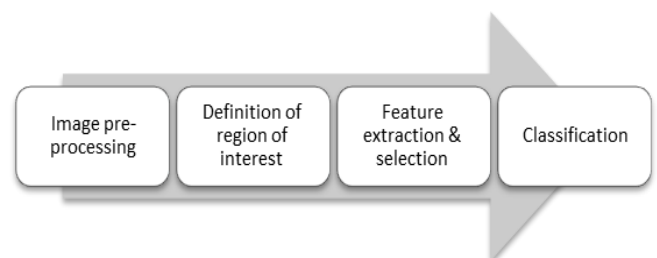 Image pre-
processing
Definition of
region of
interest
Feature
extraction &
selection
Classification